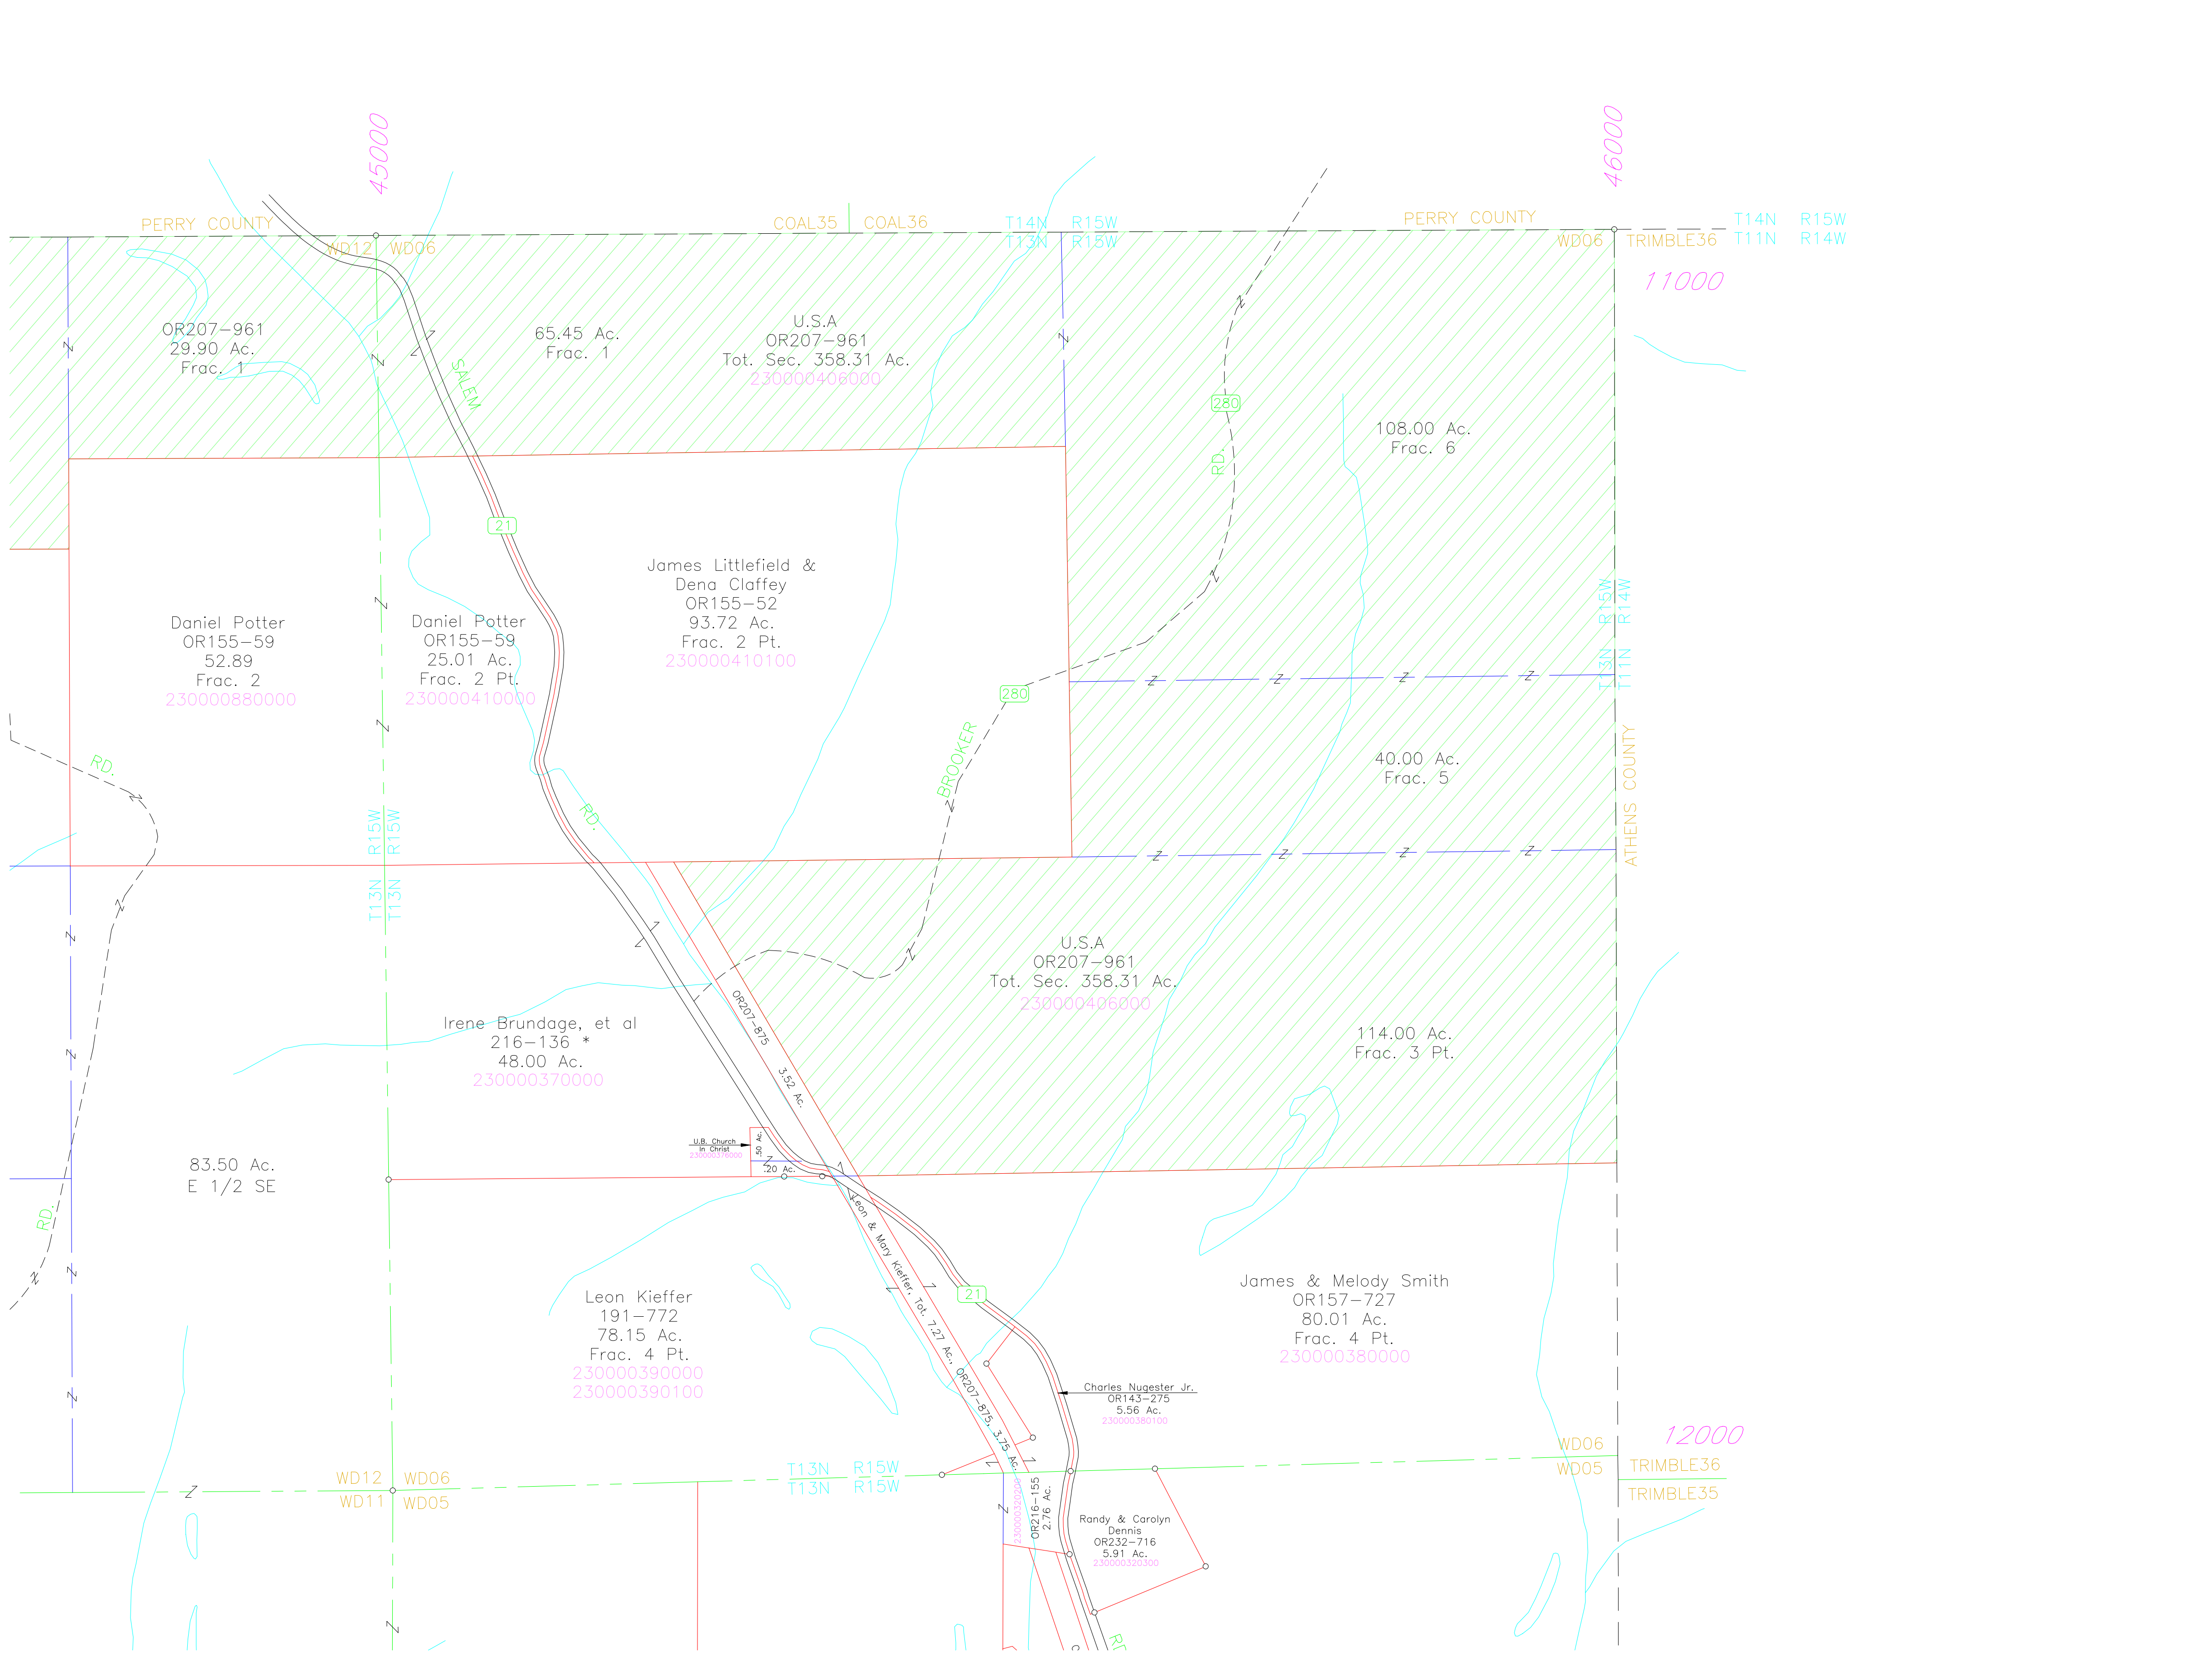 45000
46000
PERRY COUNTY
COAL35 COAL36
T14N R15W
T13N R15W
PERRY COUNTY
T14N R15W
T11N R14W
WD12 WD06
WD06 TRIMBLE36
11000
OR207-961
29.90 Ac.
Frac. 1
65.45 Ac.
Frac. 1
U.S.A
OR207-961
Tot. Sec. 358.31 Ac.
230000406000
SALEM
280
RD.
108.00 Ac.
Frac. 6
21
James Littlefield &
Dena Claffey
OR155-52
93.72 Ac.
Frac. 2 Pt.
230000410100
Daniel Potter
OR155-59
52.89
Frac. 2
230000880000
Daniel Potter
OR155-59
25.01 Ac.
Frac. 2 Pt.
230000410000
T13N R15W
T11N R14W
280
BROOKER
RD.
RD.
40.00 Ac.
Frac. 5
ATHENS COUNTY
T13N R15W
T13N R15W
U.S.A
OR207-961
Tot. Sec. 358.31 Ac.
230000406000
114.00 Ac.
Frac. 3 Pt.
OR207-875 3.52 Ac.
Irene Brundage, et al
216-136 *
48.00 Ac.
230000370000
U.B. Church
In Christ
230000376000
.50 Ac.
.20 Ac.
83.50 Ac.
E 1/2 SE
RD.
Leon & Mary Kieffer, Tot. 7.27 Ac., OR207-875, 3.75 Ac.
21
Leon Kieffer
191-772
78.15 Ac.
Frac. 4 Pt.
230000390000
230000390100
James & Melody Smith
OR157-727
80.01 Ac.
Frac. 4 Pt.
230000380000
Charles Nugester Jr.
OR143-275
5.56 Ac.
230000380100
12000
WD12 WD06
WD11 WD05
T13N R15W
T13N R15W
WD06
WD05
TRIMBLE36
TRIMBLE35
230000320200
OR216-155
2.76 Ac.
Randy & Carolyn
Dennis
OR232-716
5.91 Ac.
230000320300